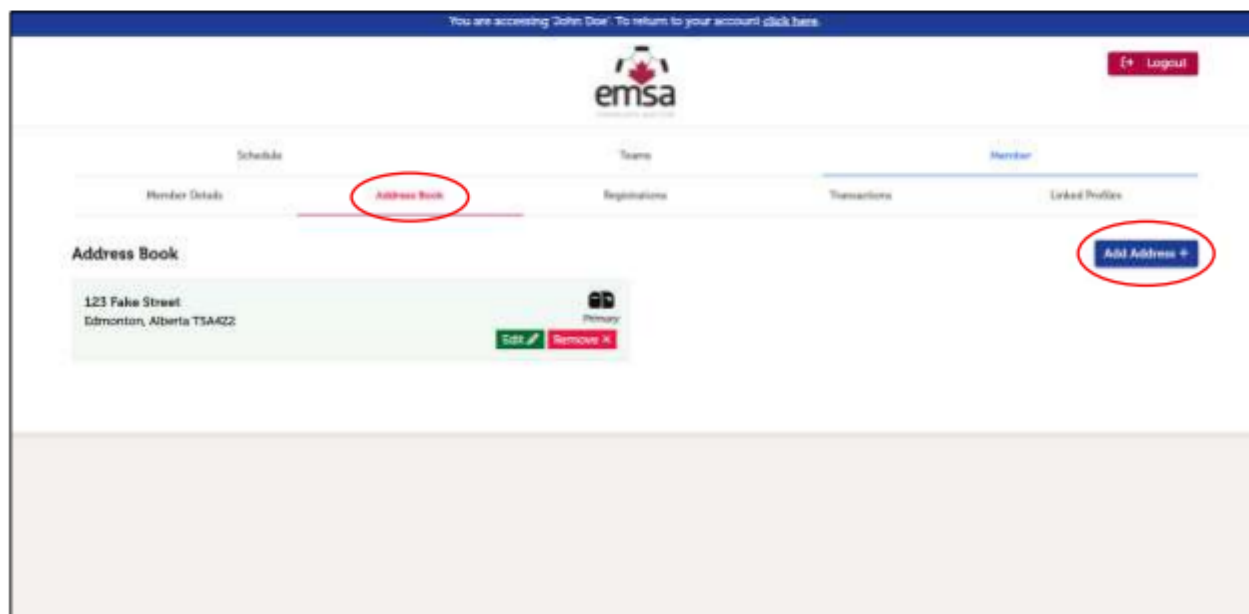 You are accessing 'John Doe'. To return to your account click here.
emsa
Logout
Schedule Teams Member
Member Details Address Book Registrations Transactions Linked Profiles
Address Book
Add Address +
123 Fake Street
Edmonton, Alberta T5A4Z2
Primary
Edit Remove ×